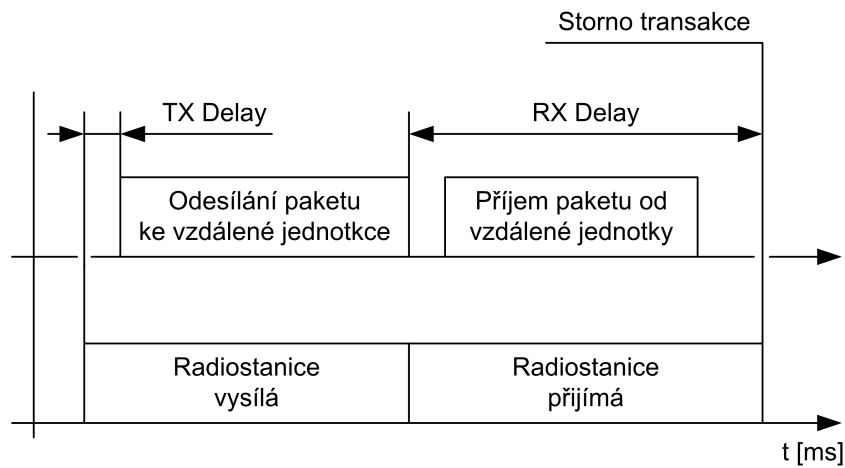 Storno transakce
TX Delay
RX Delay
Odesílání paketu
ke vzdálené jednotkce
Příjem paketu od
vzdálené jednotky
Radiostanice
vysílá
Radiostanice
přijímá
t [ms]